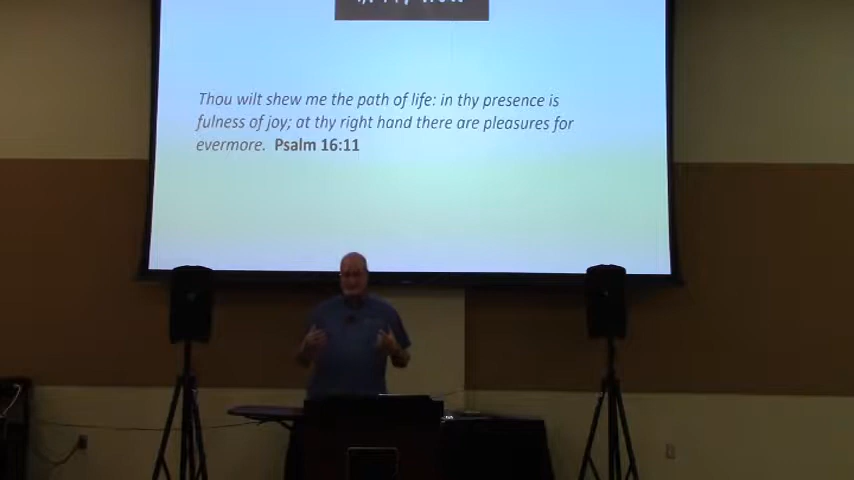 Thou wilt shew me the path of life: in thy presence is
fulness of joy; at thy right hand there are pleasures for
evermore. Psalm 16:11